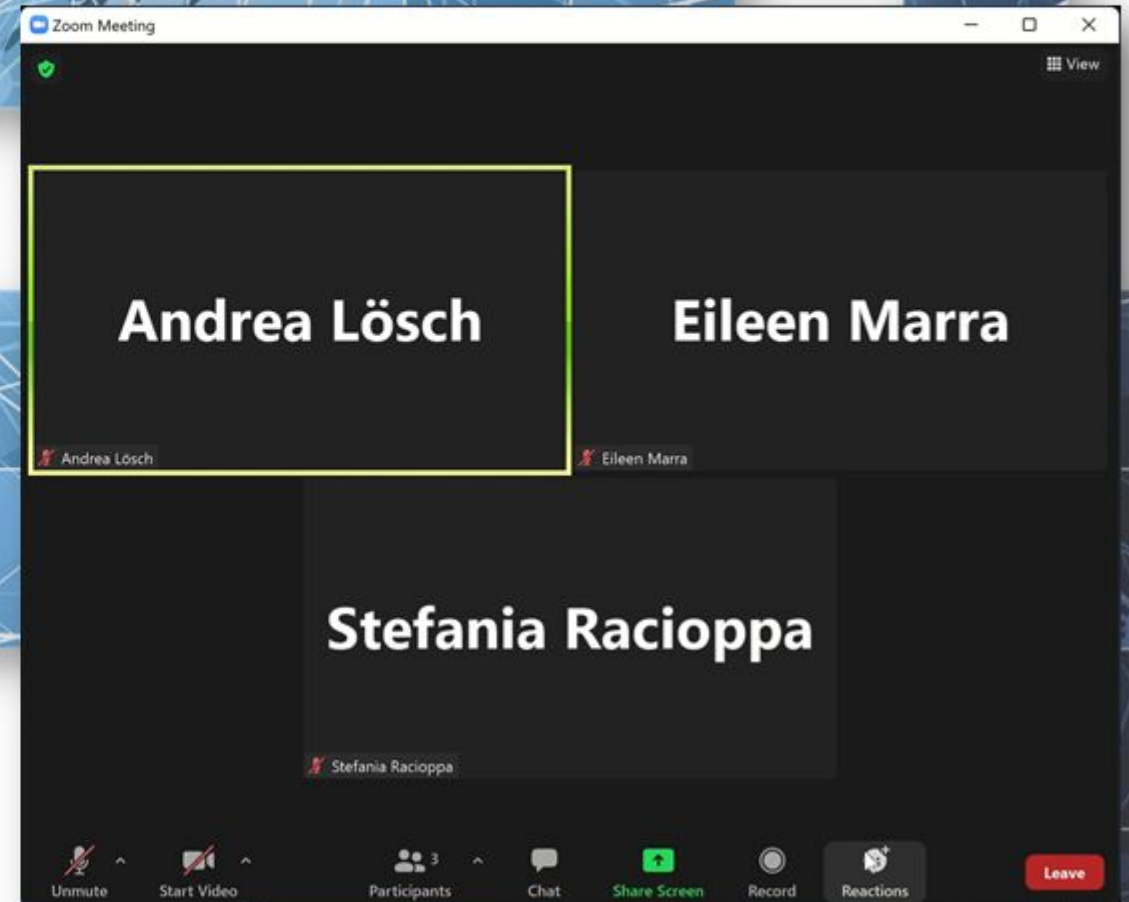 Zoom Meeting
View
Andrea Lösch
Eileen Marra
Andrea Lösch
Eileen Marra
Stefania Racioppa
Stefania Racioppa
3
Unmute
Start Video
Participants
Chat
Share Screen
Record
Reactions
Leave